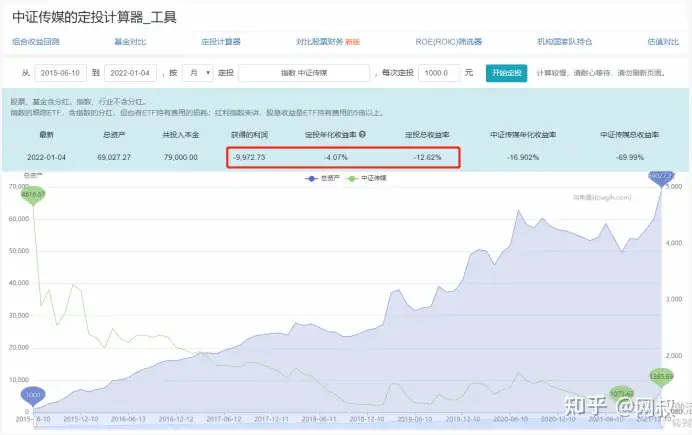 中证传媒的定投计算器_工具
组合收益回测 基金对比 定投计算器 对比股票财务 新版 ROE(ROIC)筛选器 机构国家队持仓 估值对比
从 2015-06-10 到 2022-01-04 ，按 月 定投 指数 中证传媒 ，每次定投 1000.0 元 开始定投 计算较慢，请耐心等待，请勿刷新页面。
股票、基金含分红。指数、行业不含分红。
指数的跟踪ETF，含指数的分红，但也有ETF持有费用的损耗；红利指数来讲，股息收益是ETF持有费用的5倍以上。
最新 总资产 共投入本金 获得的利润 定投年化收益率 定投总收益率 中证传媒年化收益率 中证传媒总收益率
2022-01-04 69,027.27 79,000.00 -9,972.73 -4.07% -12.62% -16.902% -69.99%
总资产 总资产 中证传媒
70,000 60,000 50,000 40,000 30,000 20,000 10,000 0
5,000 4,000 3,000 2,000
4616.57
1000
69027.27
1385.69
1073.62
2015-06-10 2015-12-10 2016-06-13 2016-12-12 2017-06-12 2017-12-11 2018-06-11 2018-12-10 2019-06-10 2019-12-10 2020-06-10 2020-12-10 2021-06-10 2021-12-10
知乎 @网叔